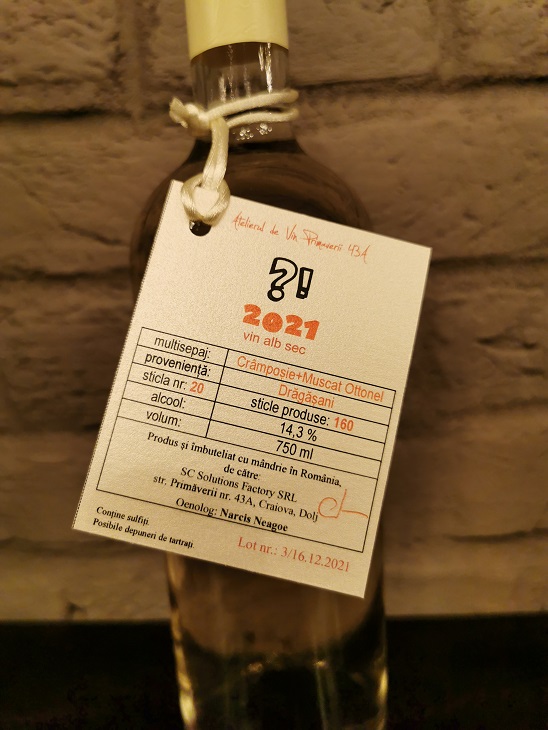 Atelierul de Vin Primaverii 43A
?!
2021
vin alb sec
multisepaj: Crâmpoșie+Muscat Ottonel
proveniență: Drăgășani
sticla nr: 20 sticle produse: 160
alcool: 14,3 %
volum: 750 ml
Produs și îmbuteliat cu mândrie în România,
de către:
SC Solutions Factory SRL
str. Primăverii nr. 43A, Craiova, Dolj
Oenolog: Narcis Neagoe
Conține sulfiți.
Posibile depuneri de tartrați.
Lot nr.: 3/16.12.2021